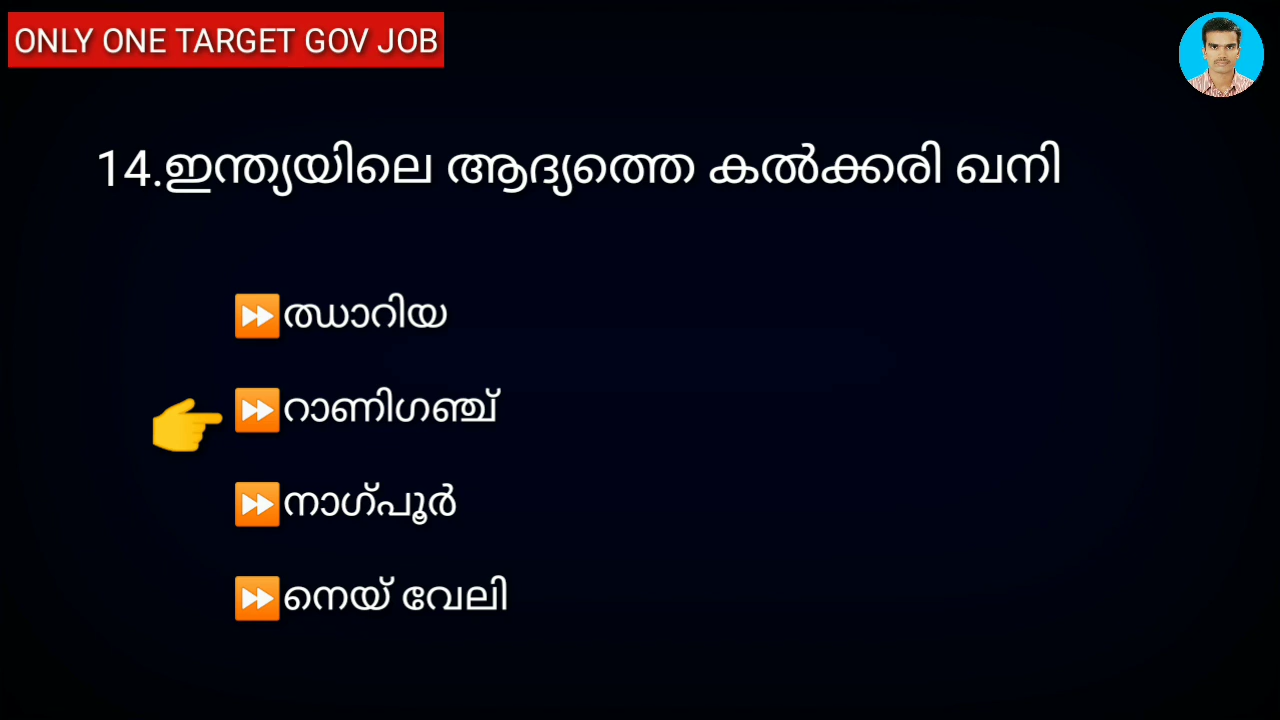 ONLY ONE TARGET GOV JOB
14.ഇന്ത്യയിലെ ആദ്യത്തെ കൽക്കരി ഖനി
⏩ഝാറിയ
👉⏩റാണിഗഞ്ച്
⏩നാഗ്പൂർ
⏩നെയ് വേലി